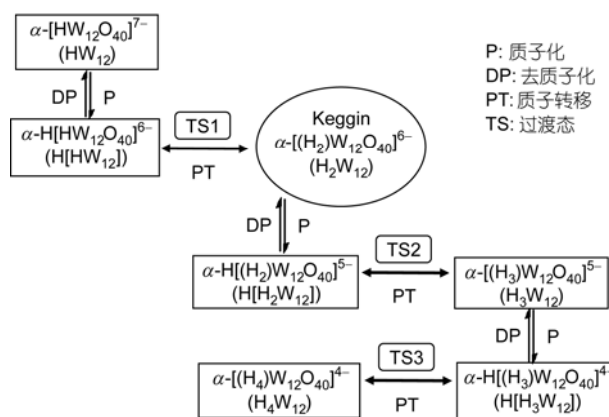 α-[HW₁₂O₄₀]⁷⁻
(HW₁₂)
P: 质子化
DP: 去质子化
PT: 质子转移
TS: 过渡态
DP P
α-H[HW₁₂O₄₀]⁶⁻
(H[HW₁₂])
TS1
PT
Keggin
α-[(H₂)W₁₂O₄₀]⁶⁻
(H₂W₁₂)
DP P
α-H[(H₂)W₁₂O₄₀]⁵⁻
(H[H₂W₁₂])
TS2
PT
α-[(H₃)W₁₂O₄₀]⁵⁻
(H₃W₁₂)
DP P
α-[(H₄)W₁₂O₄₀]⁴⁻
(H₄W₁₂)
TS3
PT
α-H[(H₃)W₁₂O₄₀]⁴⁻
(H[H₃W₁₂])